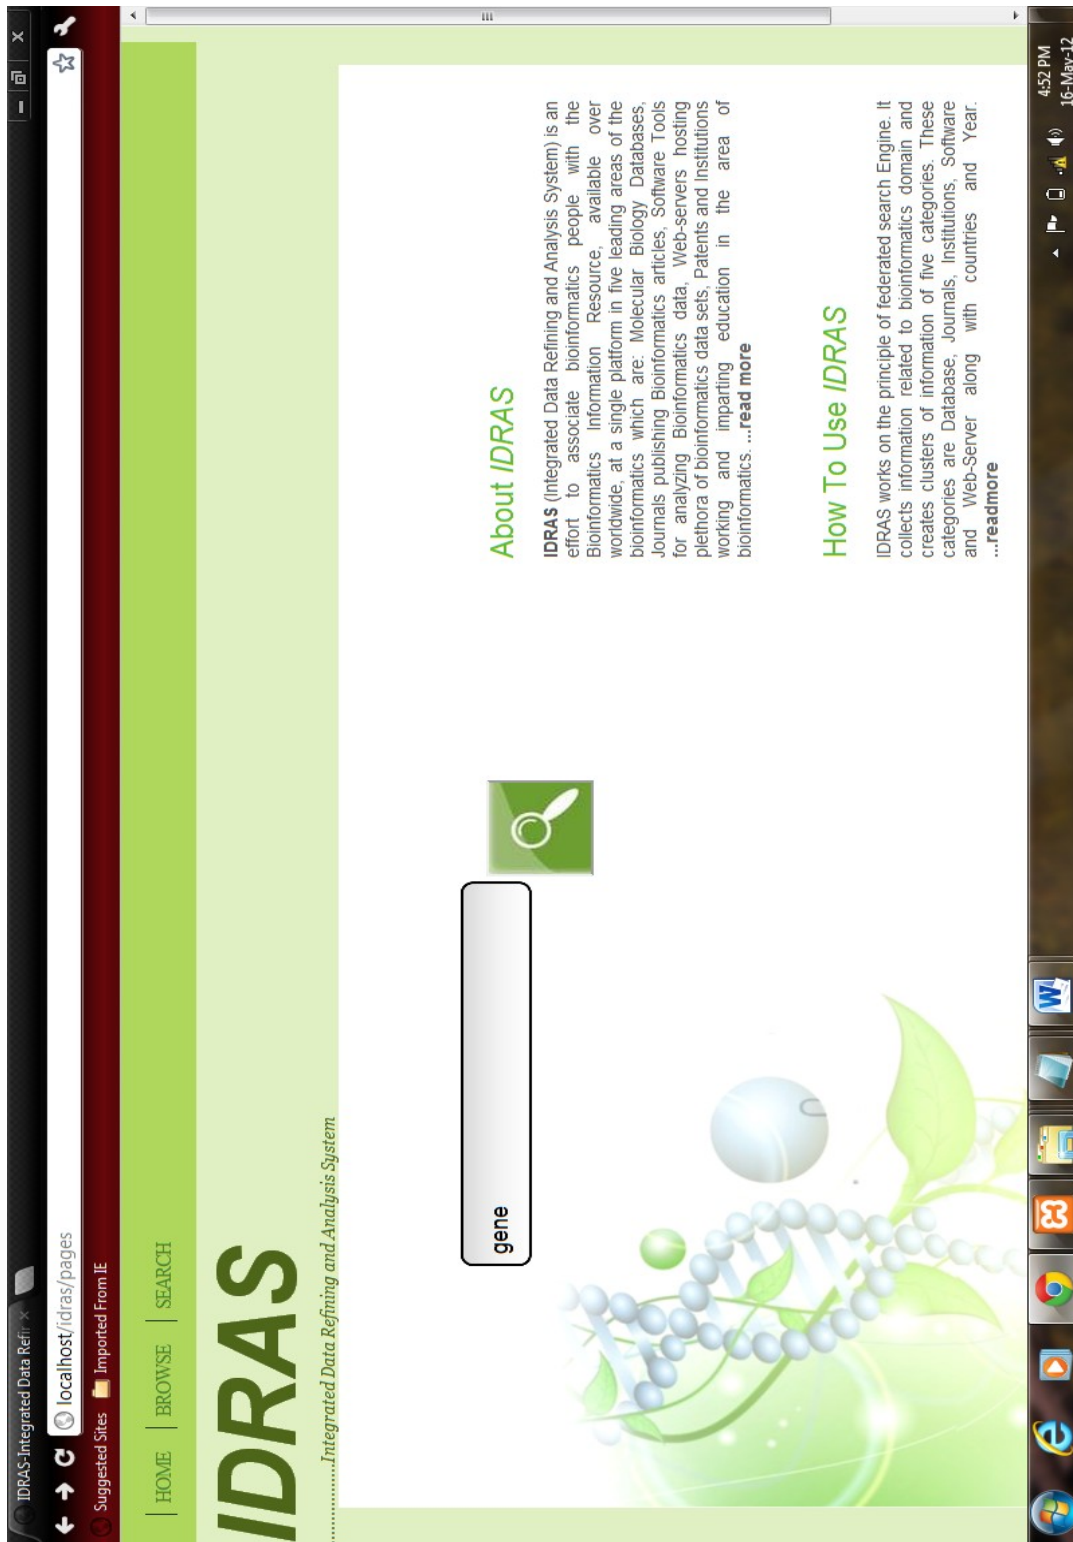 IDRAS-Integrated Data Refir
localhost/idras/pages
Suggested Sites Imported From IE
HOME | BROWSE | SEARCH
IDRAS
.................Integrated Data Refining and Analysis System
gene
About IDRAS
IDRAS (Integrated Data Refining and Analysis System) is an
effort to associate bioinformatics people with the
Bioinformatics Information Resource, available over
worldwide, at a single platform in five leading areas of the
bioinformatics which are: Molecular Biology Databases,
Journals publishing Bioinformatics articles, Software Tools
for analyzing Bioinformatics data, Web-servers hosting
plethora of bioinformatics data sets, Patents and Institutions
working and imparting education in the area of
bioinformatics. ...read more
How To Use IDRAS
IDRAS works on the principle of federated search Engine. It
collects information related to bioinformatics domain and
creates clusters of information of five categories. These
categories are Database, Journals, Institutions, Software
and Web-Server along with countries and Year.
...readmore
4:52 PM
16-May-12